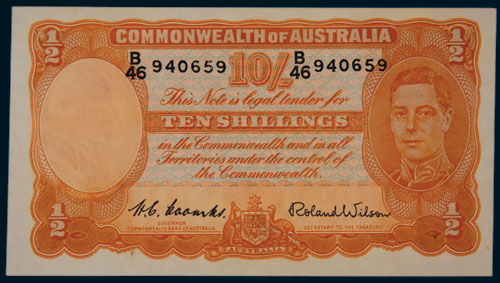 1/2 COMMONWEALTH OF AUSTRALIA 1/2
B/46 940659 B/46 940659
10/-
This Note is legal tender for
TEN SHILLINGS
in the Commonwealth and in all
Territories under the control of
the Commonwealth.
H.C. Coombs. Roland Wilson
GOVERNOR SECRETARY TO THE TREASURY
COMMONWEALTH BANK OF AUSTRALIA
1/2 AUSTRALIA 1/2